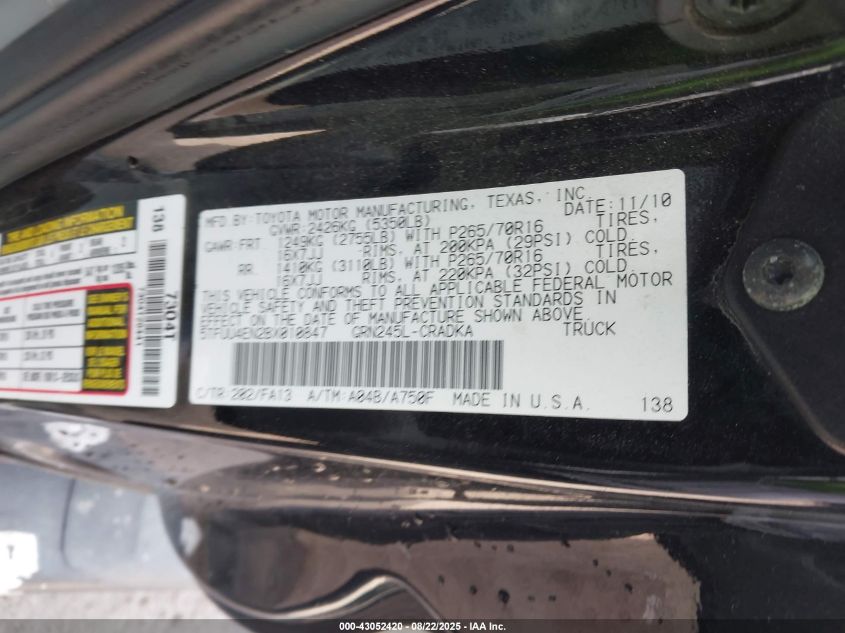 MFD.BY:TOYOTA MOTOR MANUFACTURING, TEXAS, INC.
GVWR:2426KG (5350LB) DATE:11/10
GAWR:FRT. 1249KG (2755LB) WITH P265/70R16 TIRES,
16X7JJ RIMS, AT 200KPA (29PSI) COLD.
RR. 1410KG (3110LB) WITH P265/70R16 TIRES,
16X7JJ RIMS, AT 220KPA (32PSI) COLD.
THIS VEHICLE CONFORMS TO ALL APPLICABLE FEDERAL MOTOR
VEHICLE SAFETY AND THEFT PREVENTION STANDARDS IN
EFFECT ON THE DATE OF MANUFACTURE SHOWN ABOVE.
5TFUU4EN2BX010847 GRN245L-CRADKA TRUCK
C/TR:202/FA13 A/TM:A04B/A750F MADE IN U.S.A. 138
138
73Q4T
000-43052420 - 08/22/2025 - IAA Inc.